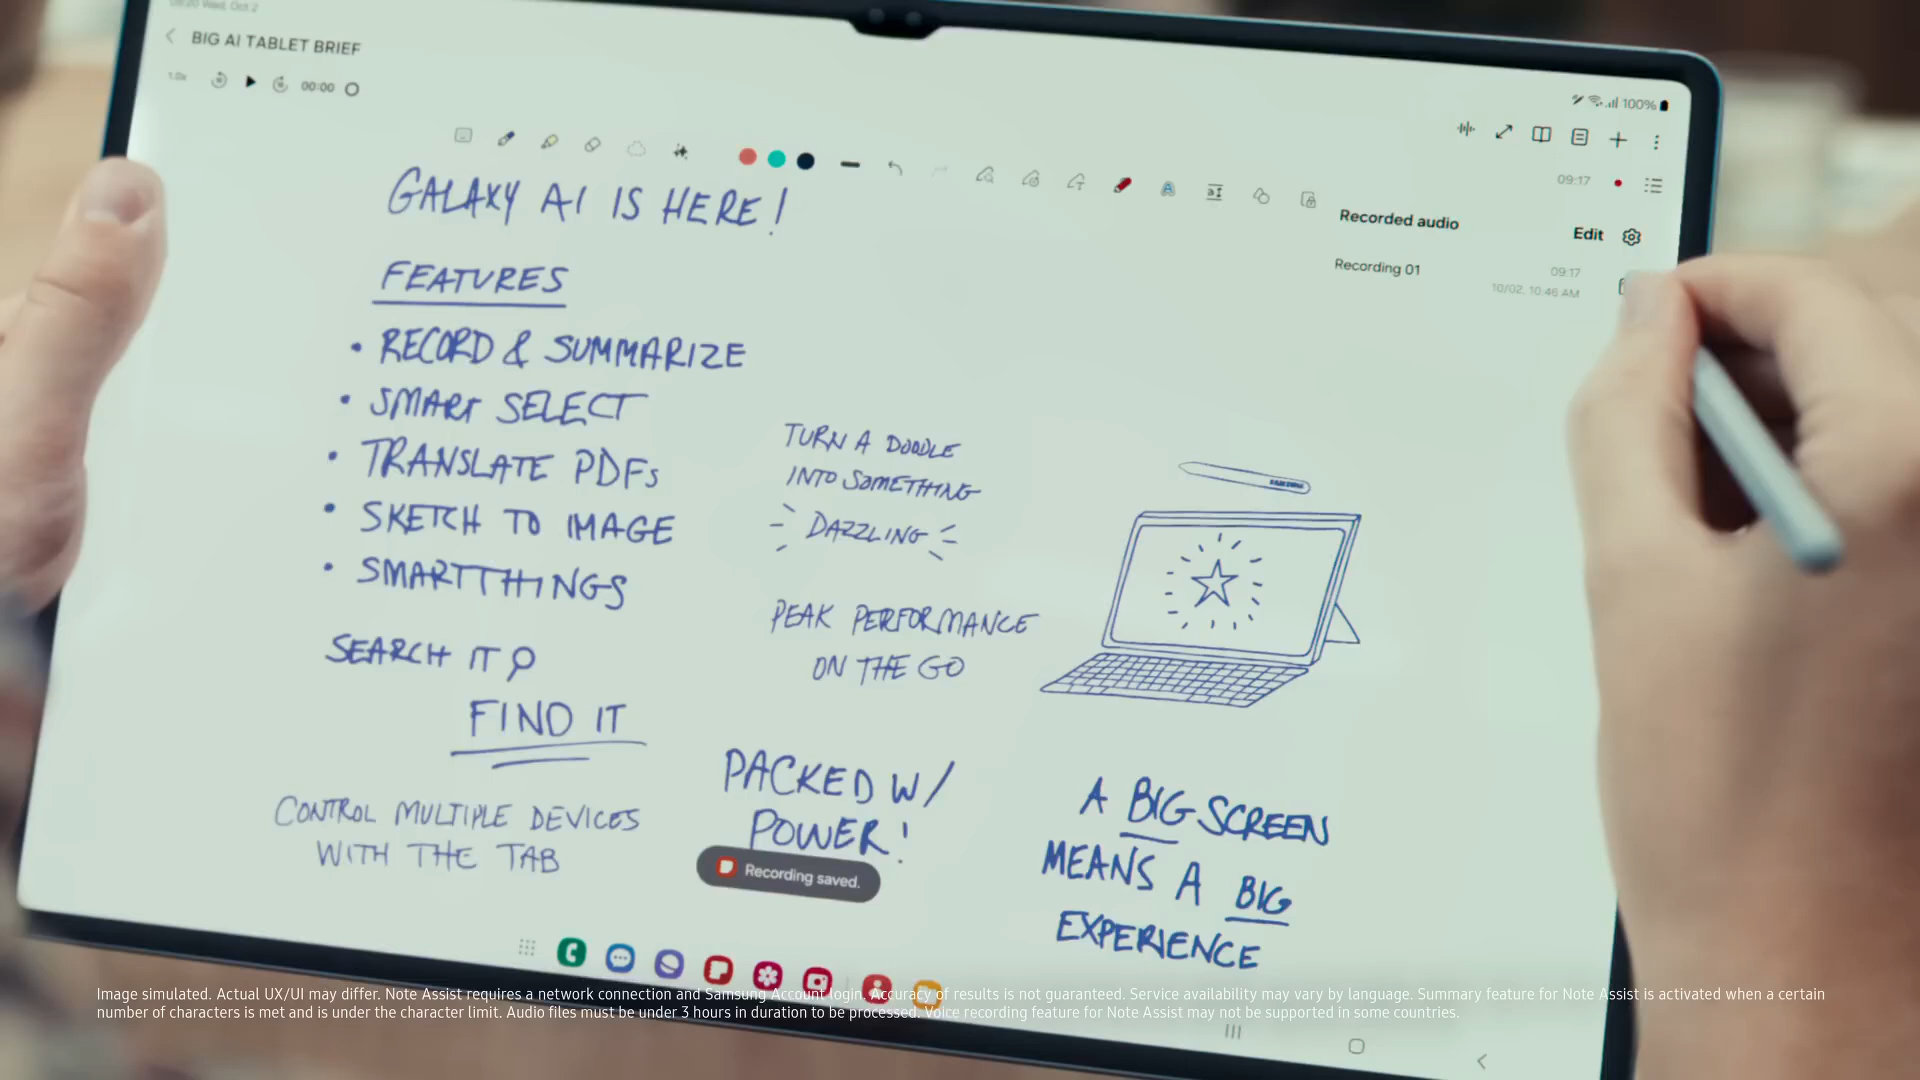 BIG AI TABLET BRIEF
1.0x 00:00
100%
09:17
GALAXY AI IS HERE!
Recorded audio
Edit
Recording 01
09:17
10/02, 10:46 AM
FEATURES
• RECORD & SUMMARIZE
• SMART SELECT
• TRANSLATE PDFs
• SKETCH TO IMAGE
• SMARTTHINGS
SEARCH IT
FIND IT
CONTROL MULTIPLE DEVICES
WITH THE TAB
TURN A DOODLE
INTO SOMETHING
DAZZLING
PEAK PERFORMANCE
ON THE GO
PACKED W/
POWER!
SAMSUNG
A BIG SCREEN
MEANS A BIG
EXPERIENCE
Recording saved.
Image simulated. Actual UX/UI may differ. Note Assist requires a network connection and Samsung Account login. Accuracy of results is not guaranteed. Service availability may vary by language. Summary feature for Note Assist is activated when a certain
number of characters is met and is under the character limit. Audio files must be under 3 hours in duration to be processed. Voice recording feature for Note Assist may not be supported in some countries.